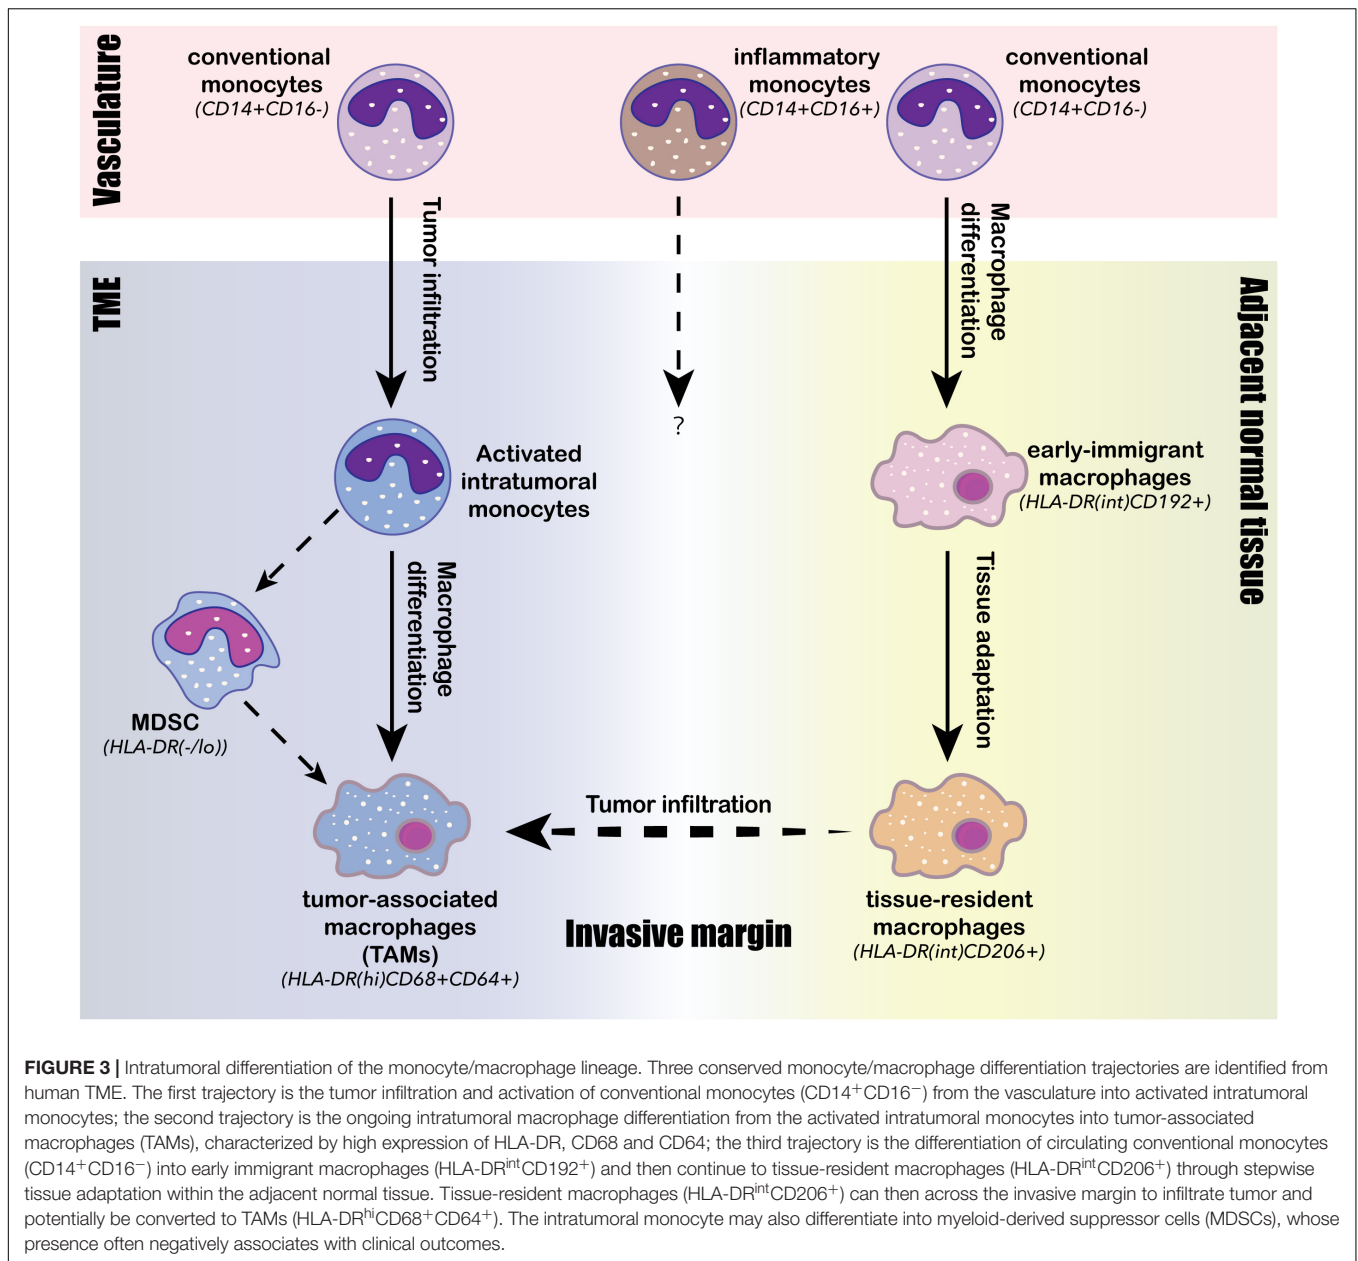 Vasculature
conventional
monocytes
(CD14+CD16-)
inflammatory
monocytes
(CD14+CD16+)
conventional
monocytes
(CD14+CD16-)
Tumor infiltration
Macrophage
differentiation
TME
Adjacent normal tissue
?
Activated
intratumoral
monocytes
early-immigrant
macrophages
(HLA-DR(int)CD192+)
Macrophage
differentiation
Tissue adaptation
MDSC
(HLA-DR(-/lo))
Tumor infiltration
tumor-associated
macrophages
(TAMs)
(HLA-DR(hi)CD68+CD64+)
Invasive margin
tissue-resident
macrophages
(HLA-DR(int)CD206+)
FIGURE 3 | Intratumoral differentiation of the monocyte/macrophage lineage. Three conserved monocyte/macrophage differentiation trajectories are identified from
human TME. The first trajectory is the tumor infiltration and activation of conventional monocytes (CD14⁺CD16⁻) from the vasculature into activated intratumoral
monocytes; the second trajectory is the ongoing intratumoral macrophage differentiation from the activated intratumoral monocytes into tumor-associated
macrophages (TAMs), characterized by high expression of HLA-DR, CD68 and CD64; the third trajectory is the differentiation of circulating conventional monocytes
(CD14⁺CD16⁻) into early immigrant macrophages (HLA-DRⁱⁿᵗCD192⁺) and then continue to tissue-resident macrophages (HLA-DRⁱⁿᵗCD206⁺) through stepwise
tissue adaptation within the adjacent normal tissue. Tissue-resident macrophages (HLA-DRⁱⁿᵗCD206⁺) can then across the invasive margin to infiltrate tumor and
potentially be converted to TAMs (HLA-DRʰⁱCD68⁺CD64⁺). The intratumoral monocyte may also differentiate into myeloid-derived suppressor cells (MDSCs), whose
presence often negatively associates with clinical outcomes.